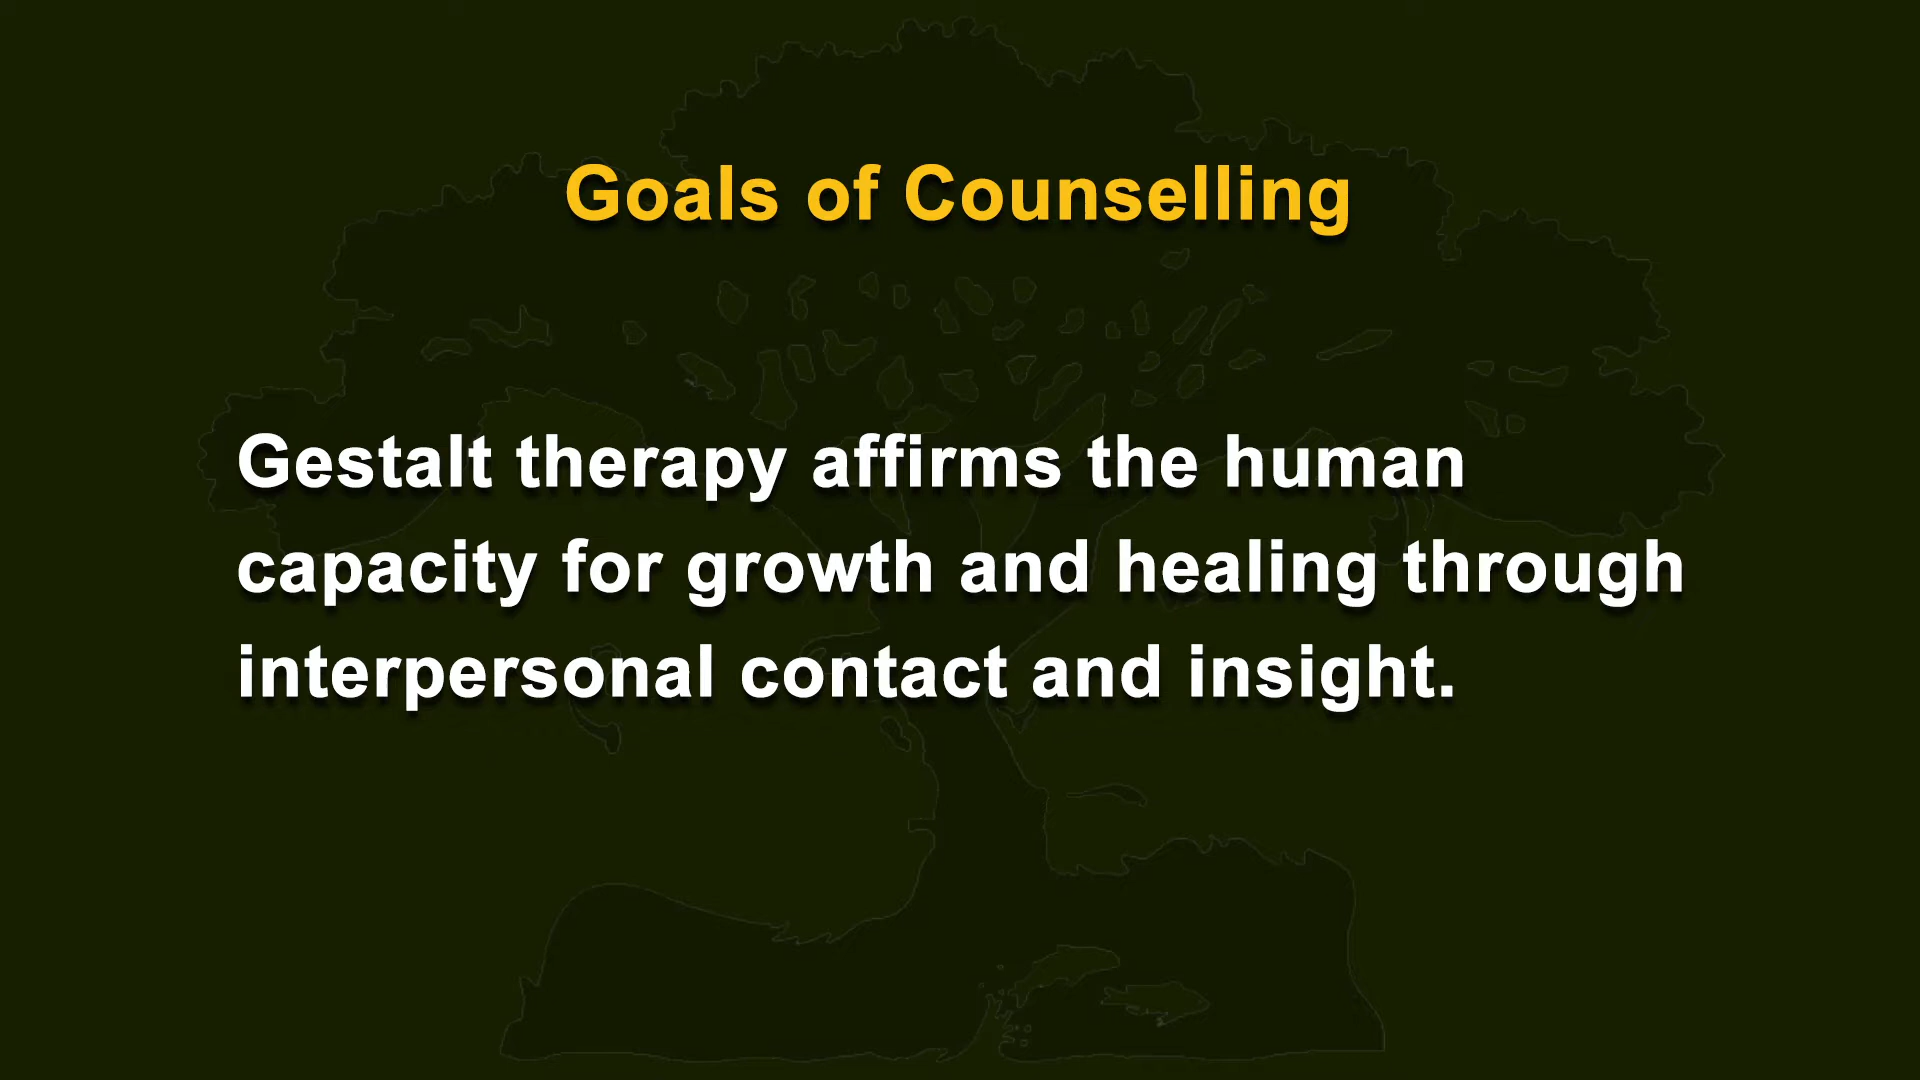 Goals of Counselling
Gestalt therapy affirms the human
capacity for growth and healing through
interpersonal contact and insight.